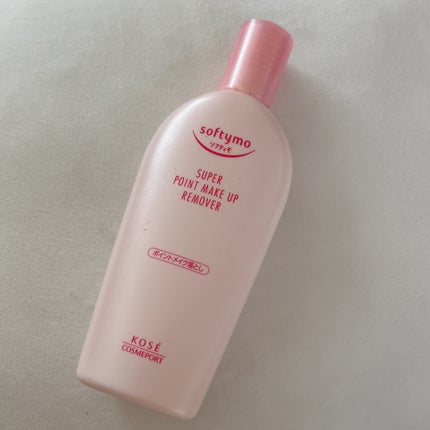 softymo
ソフティモ
SUPER
POINT MAKE UP
REMOVER
ポイントメイク落とし
KOSÉ
COSMEPORT